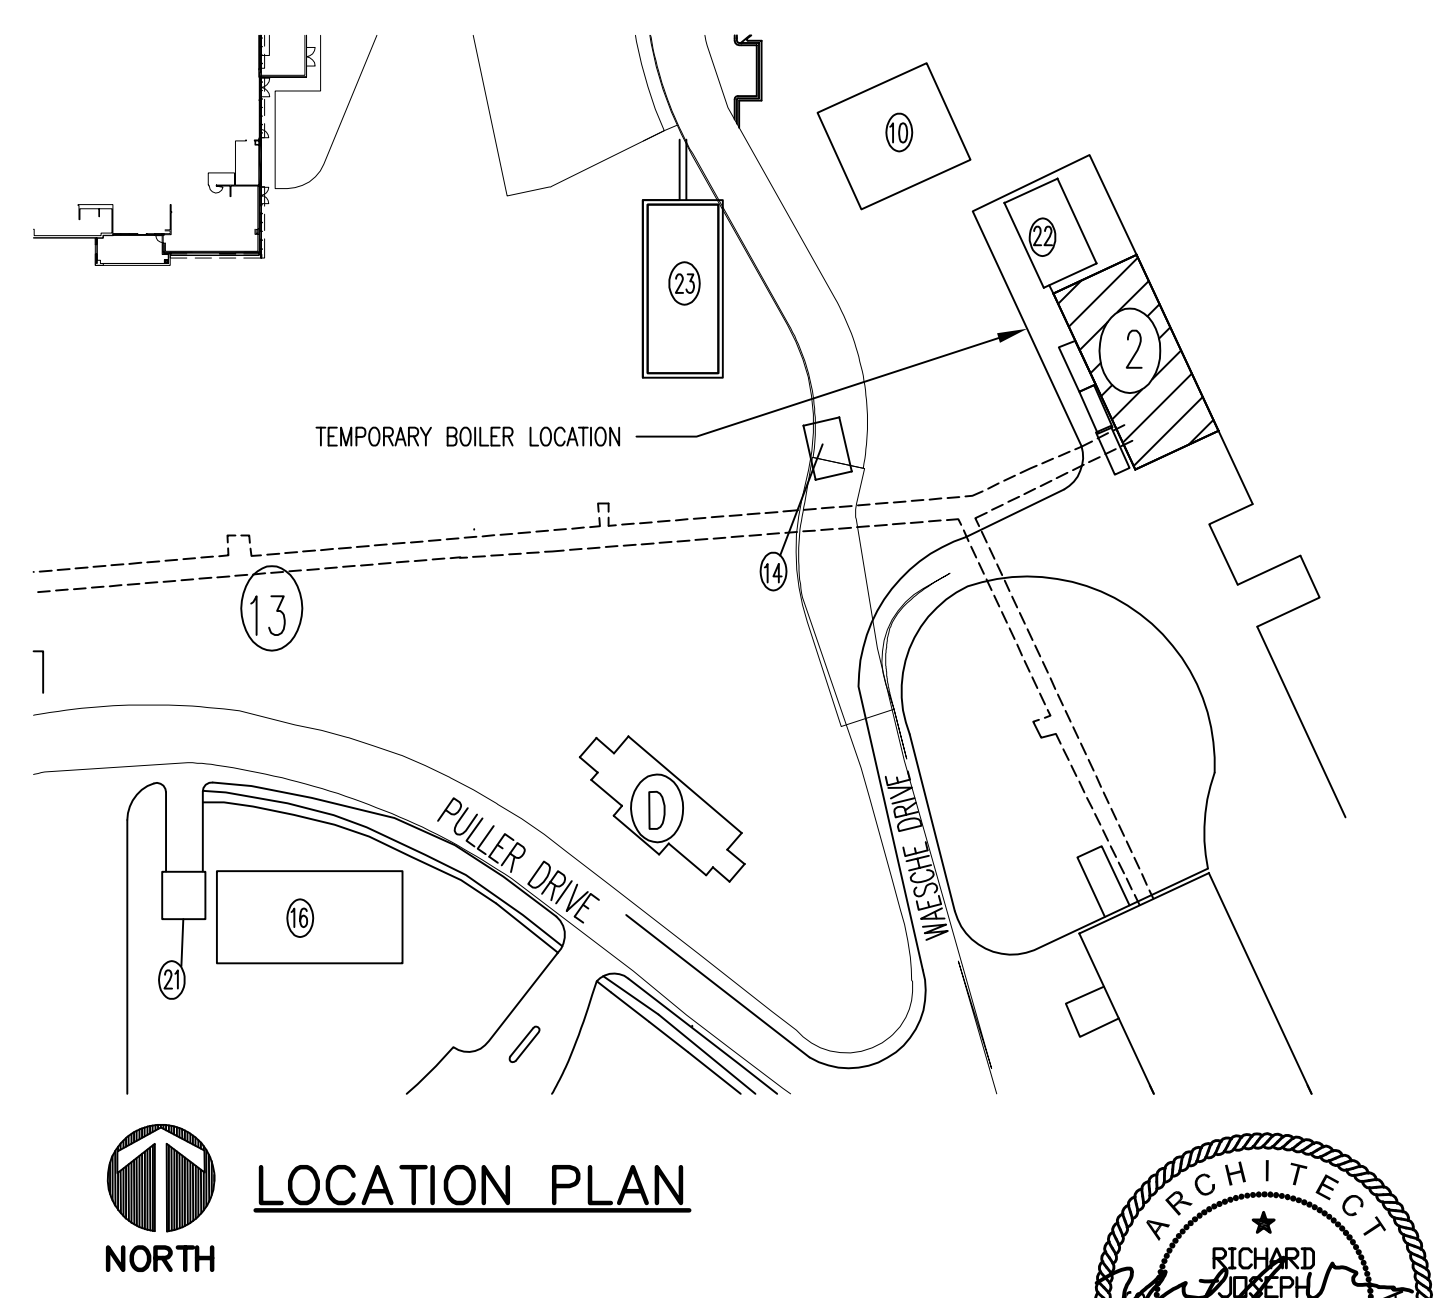 10
22
23
2
TEMPORARY BOILER LOCATION
14
13
D
PULLER DRIVE
WAESCHE DRIVE
16
21
LOCATION PLAN
NORTH
ARCHITECT
RICHARD
JOSEPH